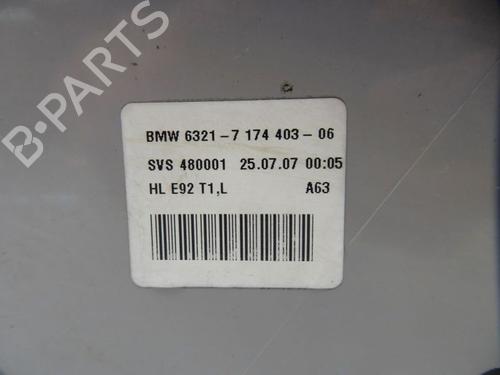 B-PARTS
BMW 6321-7 174 403-06
SVS 480001 25.07.07 00:05
HL E92 T1,L A63